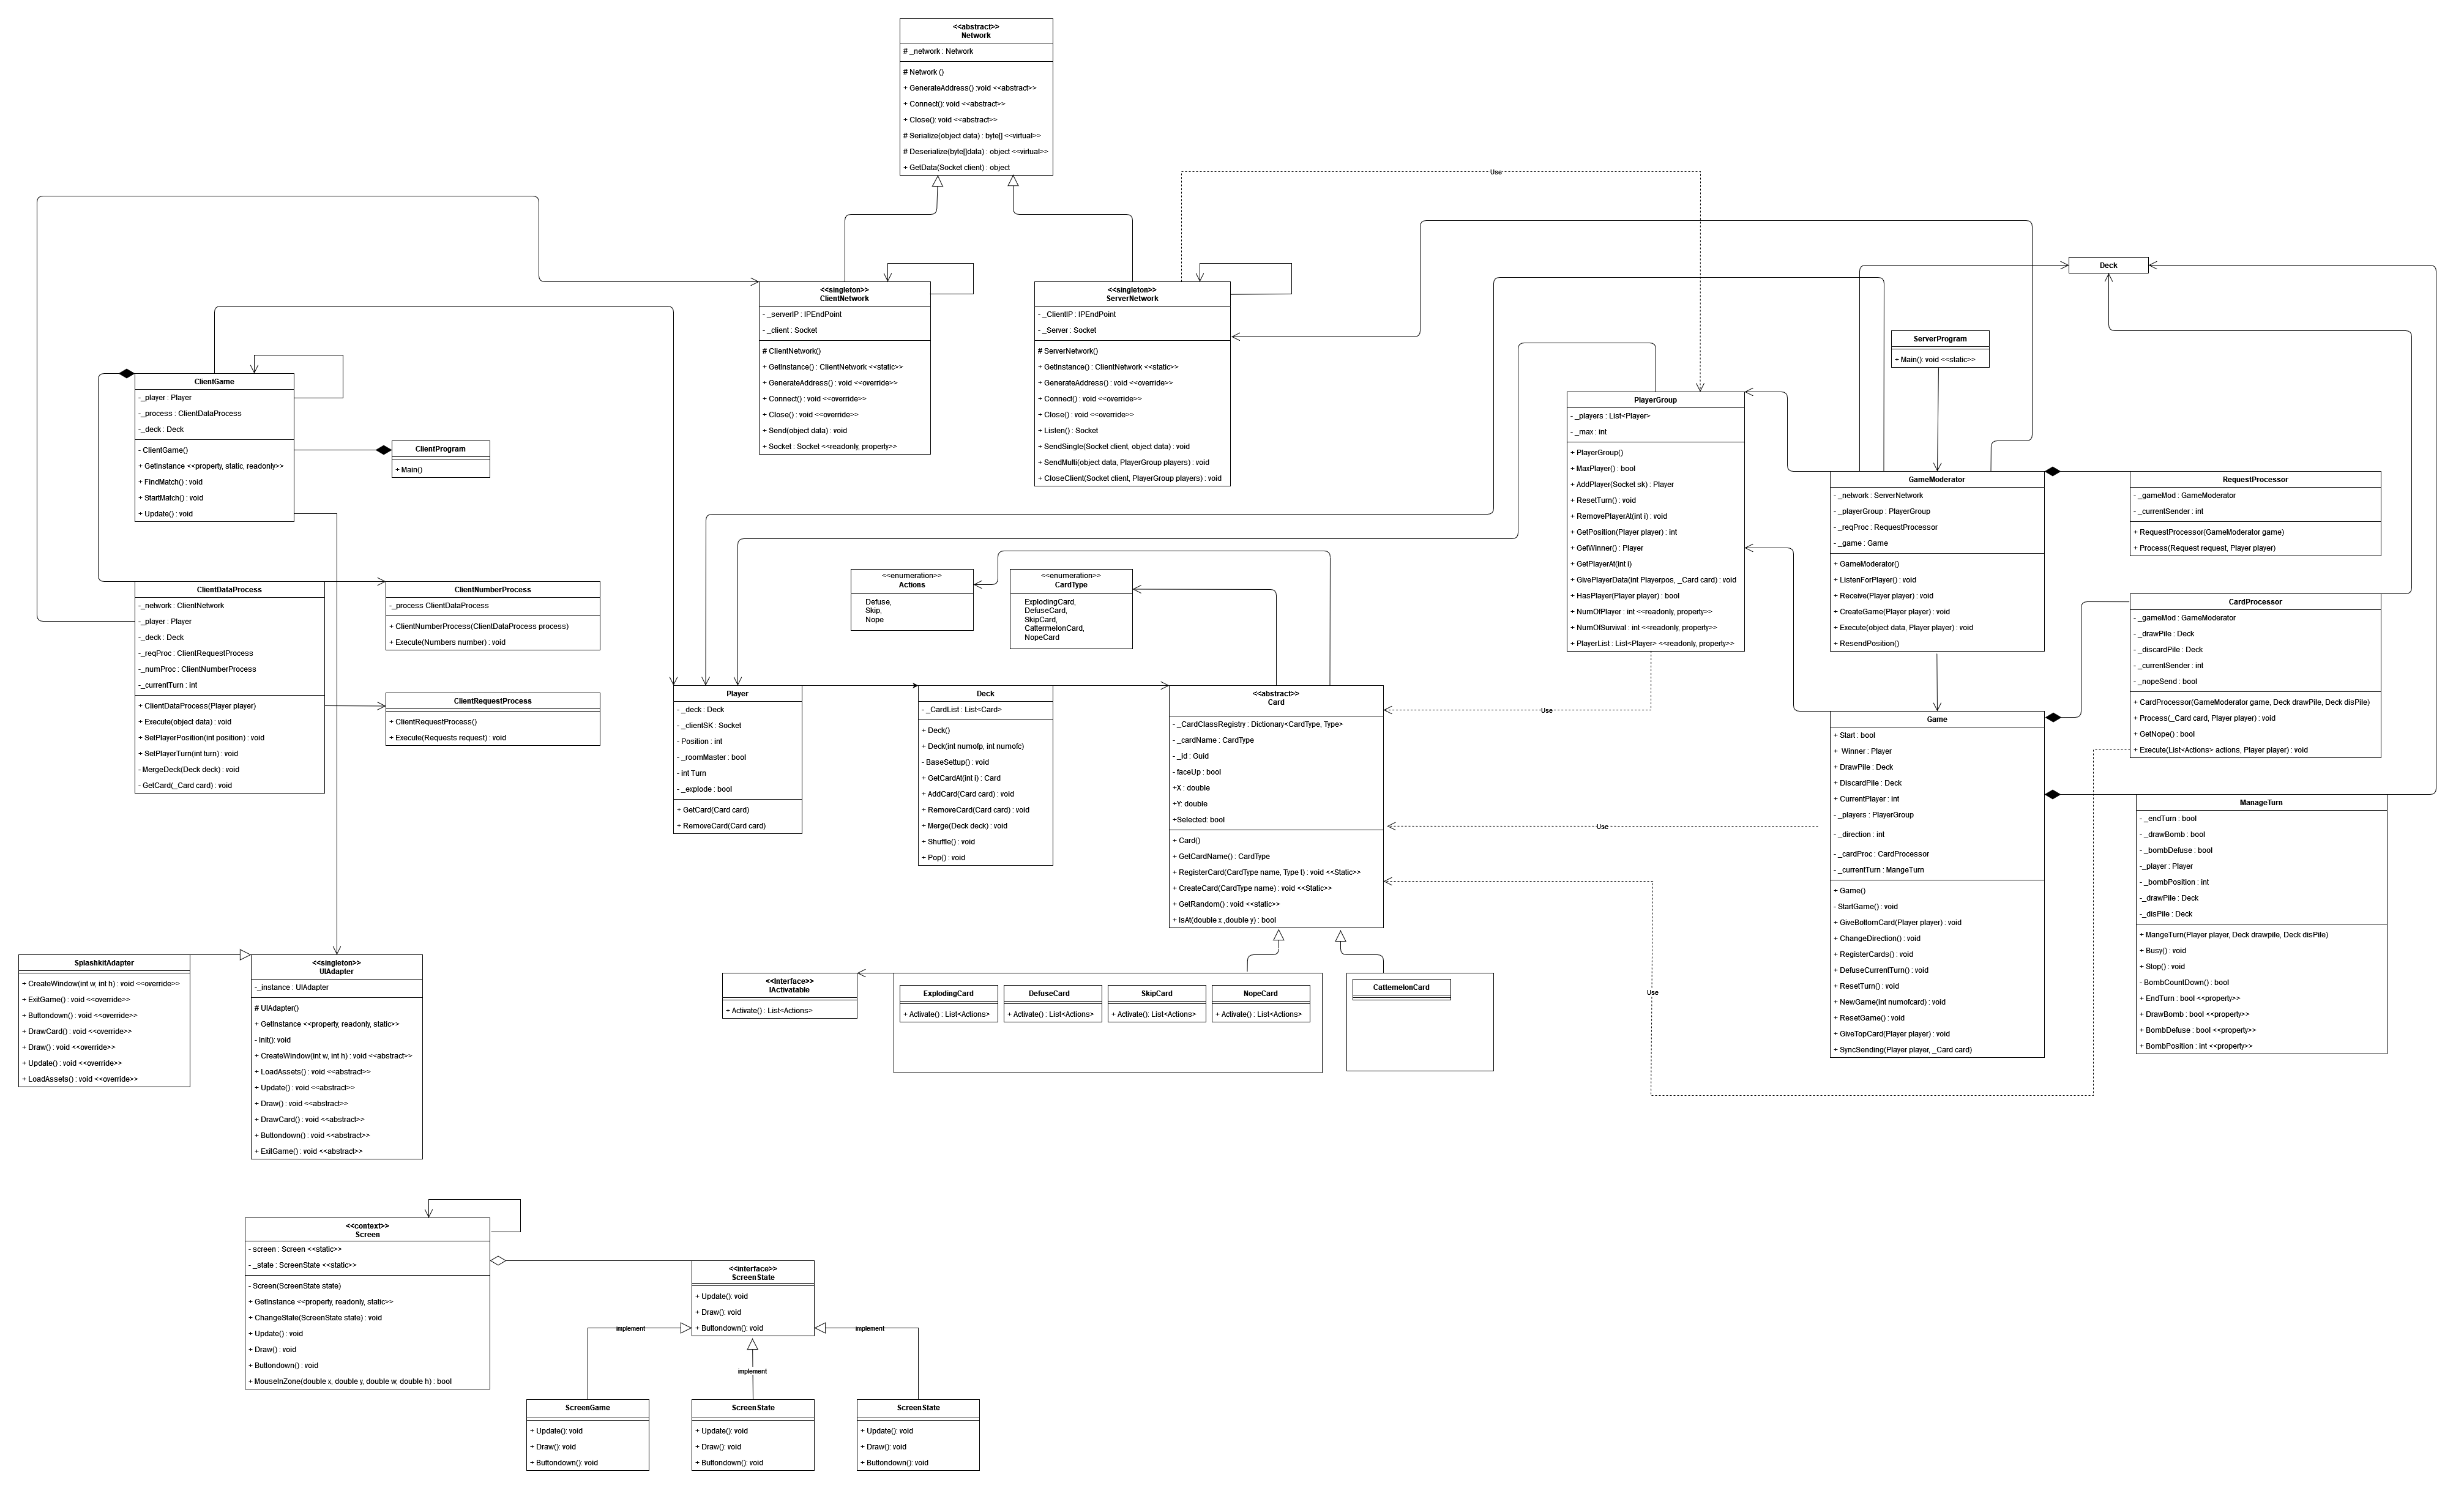 <<abstract>>
Network
# _network : Network
# Network ()
+ GenerateAddress() :void <<abstract>>
+ Connect(): void <<abstract>>
+ Close(): void <<abstract>>
# Serialize(object data) : byte[] <<virtual>>
# Deserialize(byte[]data) : object <<virtual>>
+ GetData(Socket client) : object
Use
Deck
<<singleton>>
ClientNetwork
- _serverIP : IPEndPoint
- _client : Socket
# ClientNetwork()
+ GetInstance() : ClientNetwork <<static>>
+ GenerateAddress() : void <<override>>
+ Connect() : void <<override>>
+ Close() : void <<override>>
+ Send(object data) : void
+ Socket : Socket <<readonly, property>>
<<singleton>>
ServerNetwork
- _ClientIP : IPEndPoint
- _Server : Socket
# ServerNetwork()
+ GetInstance() : ClientNetwork <<static>>
+ GenerateAddress() : void <<override>>
+ Connect() : void <<override>>
+ Close() : void <<override>>
+ Listen() : Socket
+ SendSingle(Socket client, object data) : void
+ SendMulti(object data, PlayerGroup players) : void
+ CloseClient(Socket client, PlayerGroup players) : void
ServerProgram
+ Main(): void <<static>>
ClientGame
-_player : Player
-_process : ClientDataProcess
-_deck : Deck
- ClientGame()
+ GetInstance <<property, static, readonly>>
+ FindMatch() : void
+ StartMatch() : void
+ Update() : void
ClientProgram
+ Main()
PlayerGroup
- _players : List<Player>
- _max : int
+ PlayerGroup()
+ MaxPlayer() : bool
+ AddPlayer(Socket sk) : Player
+ ResetTurn() : void
+ RemovePlayerAt(int i) : void
+ GetPosition(Player player) : int
+ GetWinner() : Player
+ GetPlayerAt(int i)
+ GivePlayerData(int Playerpos, _Card card) : void
+ HasPlayer(Player player) : bool
+ NumOfPlayer : int <<readonly, property>>
+ NumOfSurvival : int <<readonly, property>>
+ PlayerList : List<Player> <<readonly, property>>
GameModerator
- _network : ServerNetwork
- _playerGroup : PlayerGroup
- _reqProc : RequestProcessor
- _game : Game
+ GameModerator()
+ ListenForPlayer() : void
+ Receive(Player player) : void
+ CreateGame(Player player) : void
+ Execute(object data, Player player) : void
+ ResendPosition()
RequestProcessor
- _gameMod : GameModerator
- _currentSender : int
+ RequestProcessor(GameModerator game)
+ Process(Request request, Player player)
ClientDataProcess
-_network : ClientNetwork
-_player : Player
-_deck : Deck
-_reqProc : ClientRequestProcess
-_numProc : ClientNumberProcess
-_currentTurn : int
+ ClientDataProcess(Player player)
+ Execute(object data) : void
+ SetPlayerPosition(int position) : void
+ SetPlayerTurn(int turn) : void
- MergeDeck(Deck deck) : void
- GetCard(_Card card) : void
ClientNumberProcess
-_process ClientDataProcess
+ ClientNumberProcess(ClientDataProcess process)
+ Execute(Numbers number) : void
ClientRequestProcess
+ ClientRequestProcess()
+ Execute(Requests request) : void
<<enumeration>>
Actions
Defuse,
Skip,
Nope
<<enumeration>>
CardType
ExplodingCard,
DefuseCard,
SkipCard,
CattermelonCard,
NopeCard
CardProcessor
- _gameMod : GameModerator
- _drawPile : Deck
- _discardPile : Deck
- _currentSender : int
- _nopeSend : bool
+ CardProcessor(GameModerator game, Deck drawPile, Deck disPile)
+ Process(_Card card, Player player) : void
+ GetNope() : bool
+ Execute(List<Actions> actions, Player player) : void
Player
- _deck : Deck
- _clientSK : Socket
- Position : int
- _roomMaster : bool
- int Turn
- _explode : bool
+ GetCard(Card card)
+ RemoveCard(Card card)
Deck
- _CardList : List<Card>
+ Deck()
+ Deck(int numofp, int numofc)
- BaseSettup() : void
+ GetCardAt(int i) : Card
+ AddCard(Card card) : void
+ RemoveCard(Card card) : void
+ Merge(Deck deck) : void
+ Shuffle() : void
+ Pop() : void
<<abstract>>
Card
- _CardClassRegistry : Dictionary<CardType, Type>
- _cardName : CardType
- _id : Guid
- faceUp : bool
+X : double
+Y: double
+Selected: bool
+ Card()
+ GetCardName() : CardType
+ RegisterCard(CardType name, Type t) : void <<Static>>
+ CreateCard(CardType name) : void <<Static>>
+ GetRandom() : void <<static>>
+ IsAt(double x ,double y) : bool
Use
Use
Use
Game
+ Start : bool
+  Winner : Player
+ DrawPile : Deck
+ DiscardPile : Deck
+ CurrentPlayer : int
- _players : PlayerGroup
- _direction : int
- _cardProc : CardProcessor
- _currentTurn : MangeTurn
+ Game()
- StartGame() : void
+ GiveBottomCard(Player player) : void
+ ChangeDirection() : void
+ RegisterCards() : void
+ DefuseCurrentTurn() : void
+ ResetTurn() : void
+ NewGame(int numofcard) : void
+ ResetGame() : void
+ GiveTopCard(Player player) : void
+ SyncSending(Player player, _Card card)
ManageTurn
- _endTurn : bool
- _drawBomb : bool
- _bombDefuse : bool
-_player : Player
- _bombPosition : int
-_drawPile : Deck
-_disPile : Deck
+ MangeTurn(Player player, Deck drawpile, Deck disPile)
+ Busy() : void
+ Stop() : void
- BombCountDown() : bool
+ EndTurn : bool <<property>>
+ DrawBomb : bool <<property>>
+ BombDefuse : bool <<property>>
+ BombPosition : int <<property>>
SplashkitAdapter
+ CreateWindow(int w, int h) : void <<override>>
+ ExitGame() : void <<override>>
+ Buttondown() : void <<override>>
+ DrawCard() : void <<override>>
+ Draw() : void <<override>>
+ Update() : void <<override>>
+ LoadAssets() : void <<override>>
<<singleton>>
UIAdapter
-_instance : UIAdapter
# UIAdapter()
+ GetInstance <<property, readonly, static>>
- Init(): void
+ CreateWindow(int w, int h) : void <<abstract>>
+ LoadAssets() : void <<abstract>>
+ Update() : void <<abstract>>
+ Draw() : void <<abstract>>
+ DrawCard() : void <<abstract>>
+ Buttondown() : void <<abstract>>
+ ExitGame() : void <<abstract>>
<<Interface>>
IActivatable
+ Activate() : List<Actions>
ExplodingCard
+ Activate() : List<Actions>
DefuseCard
+ Activate() : List<Actions>
SkipCard
+ Activate(): List<Actions>
NopeCard
+ Activate() : List<Actions>
CattemelonCard
<<context>>
Screen
- screen : Screen <<static>>
- _state : ScreenState <<static>>
- Screen(ScreenState state)
+ GetInstance <<property, readonly, static>>
+ ChangeState(ScreenState state) : void
+ Update() : void
+ Draw() : void
+ Buttondown() : void
+ MouseInZone(double x, double y, double w, double h) : bool
<<interface>>
ScreenState
+ Update(): void
+ Draw(): void
+ Buttondown(): void
implement
implement
implement
ScreenGame
+ Update(): void
+ Draw(): void
+ Buttondown(): void
ScreenState
+ Update(): void
+ Draw(): void
+ Buttondown(): void
ScreenState
+ Update(): void
+ Draw(): void
+ Buttondown(): void